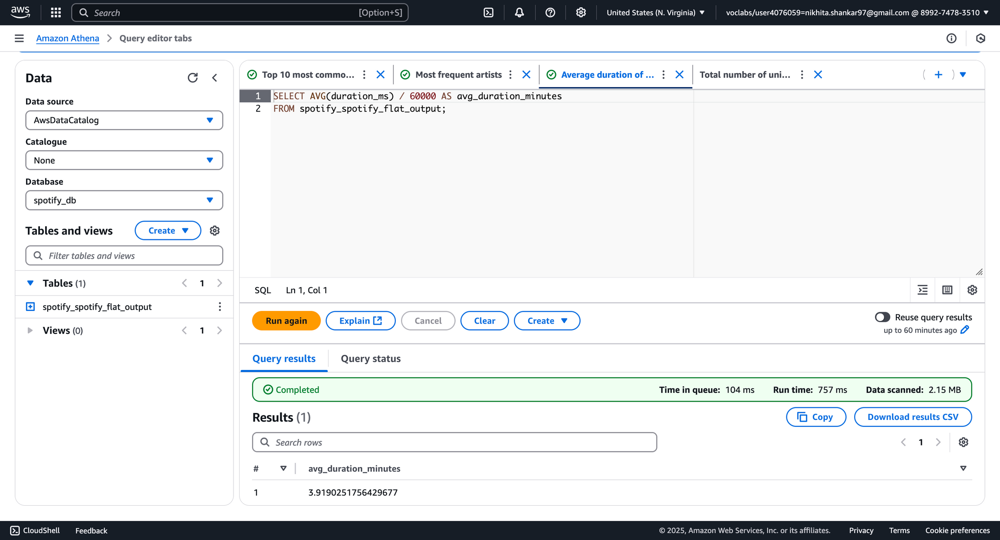 aws
Search [Option+S]
United States (N. Virginia)
voclabs/user4076059=nikhita.shankar97@gmail.com @ 8992-7478-3510
Amazon Athena
Query editor tabs
Data
Data source
AwsDataCatalog
Catalogue
None
Database
spotify_db
Tables and views
Create
Filter tables and views
Tables (1)
1
spotify_spotify_flat_output
Views (0)
1
Top 10 most commo...
Most frequent artists
Average duration of ...
Total number of uni...
1 SELECT AVG(duration_ms) / 60000 AS avg_duration_minutes
2 FROM spotify_spotify_flat_output;
SQL Ln 1, Col 1
Run again
Explain
Cancel
Clear
Create
Reuse query results
up to 60 minutes ago
Query results
Query status
Completed
Time in queue: 104 ms
Run time: 757 ms
Data scanned: 2.15 MB
Results (1)
Copy
Download results CSV
Search rows
1
# avg_duration_minutes
1 3.9190251756429677
CloudShell
Feedback
© 2025, Amazon Web Services, Inc. or its affiliates.
Privacy
Terms
Cookie preferences